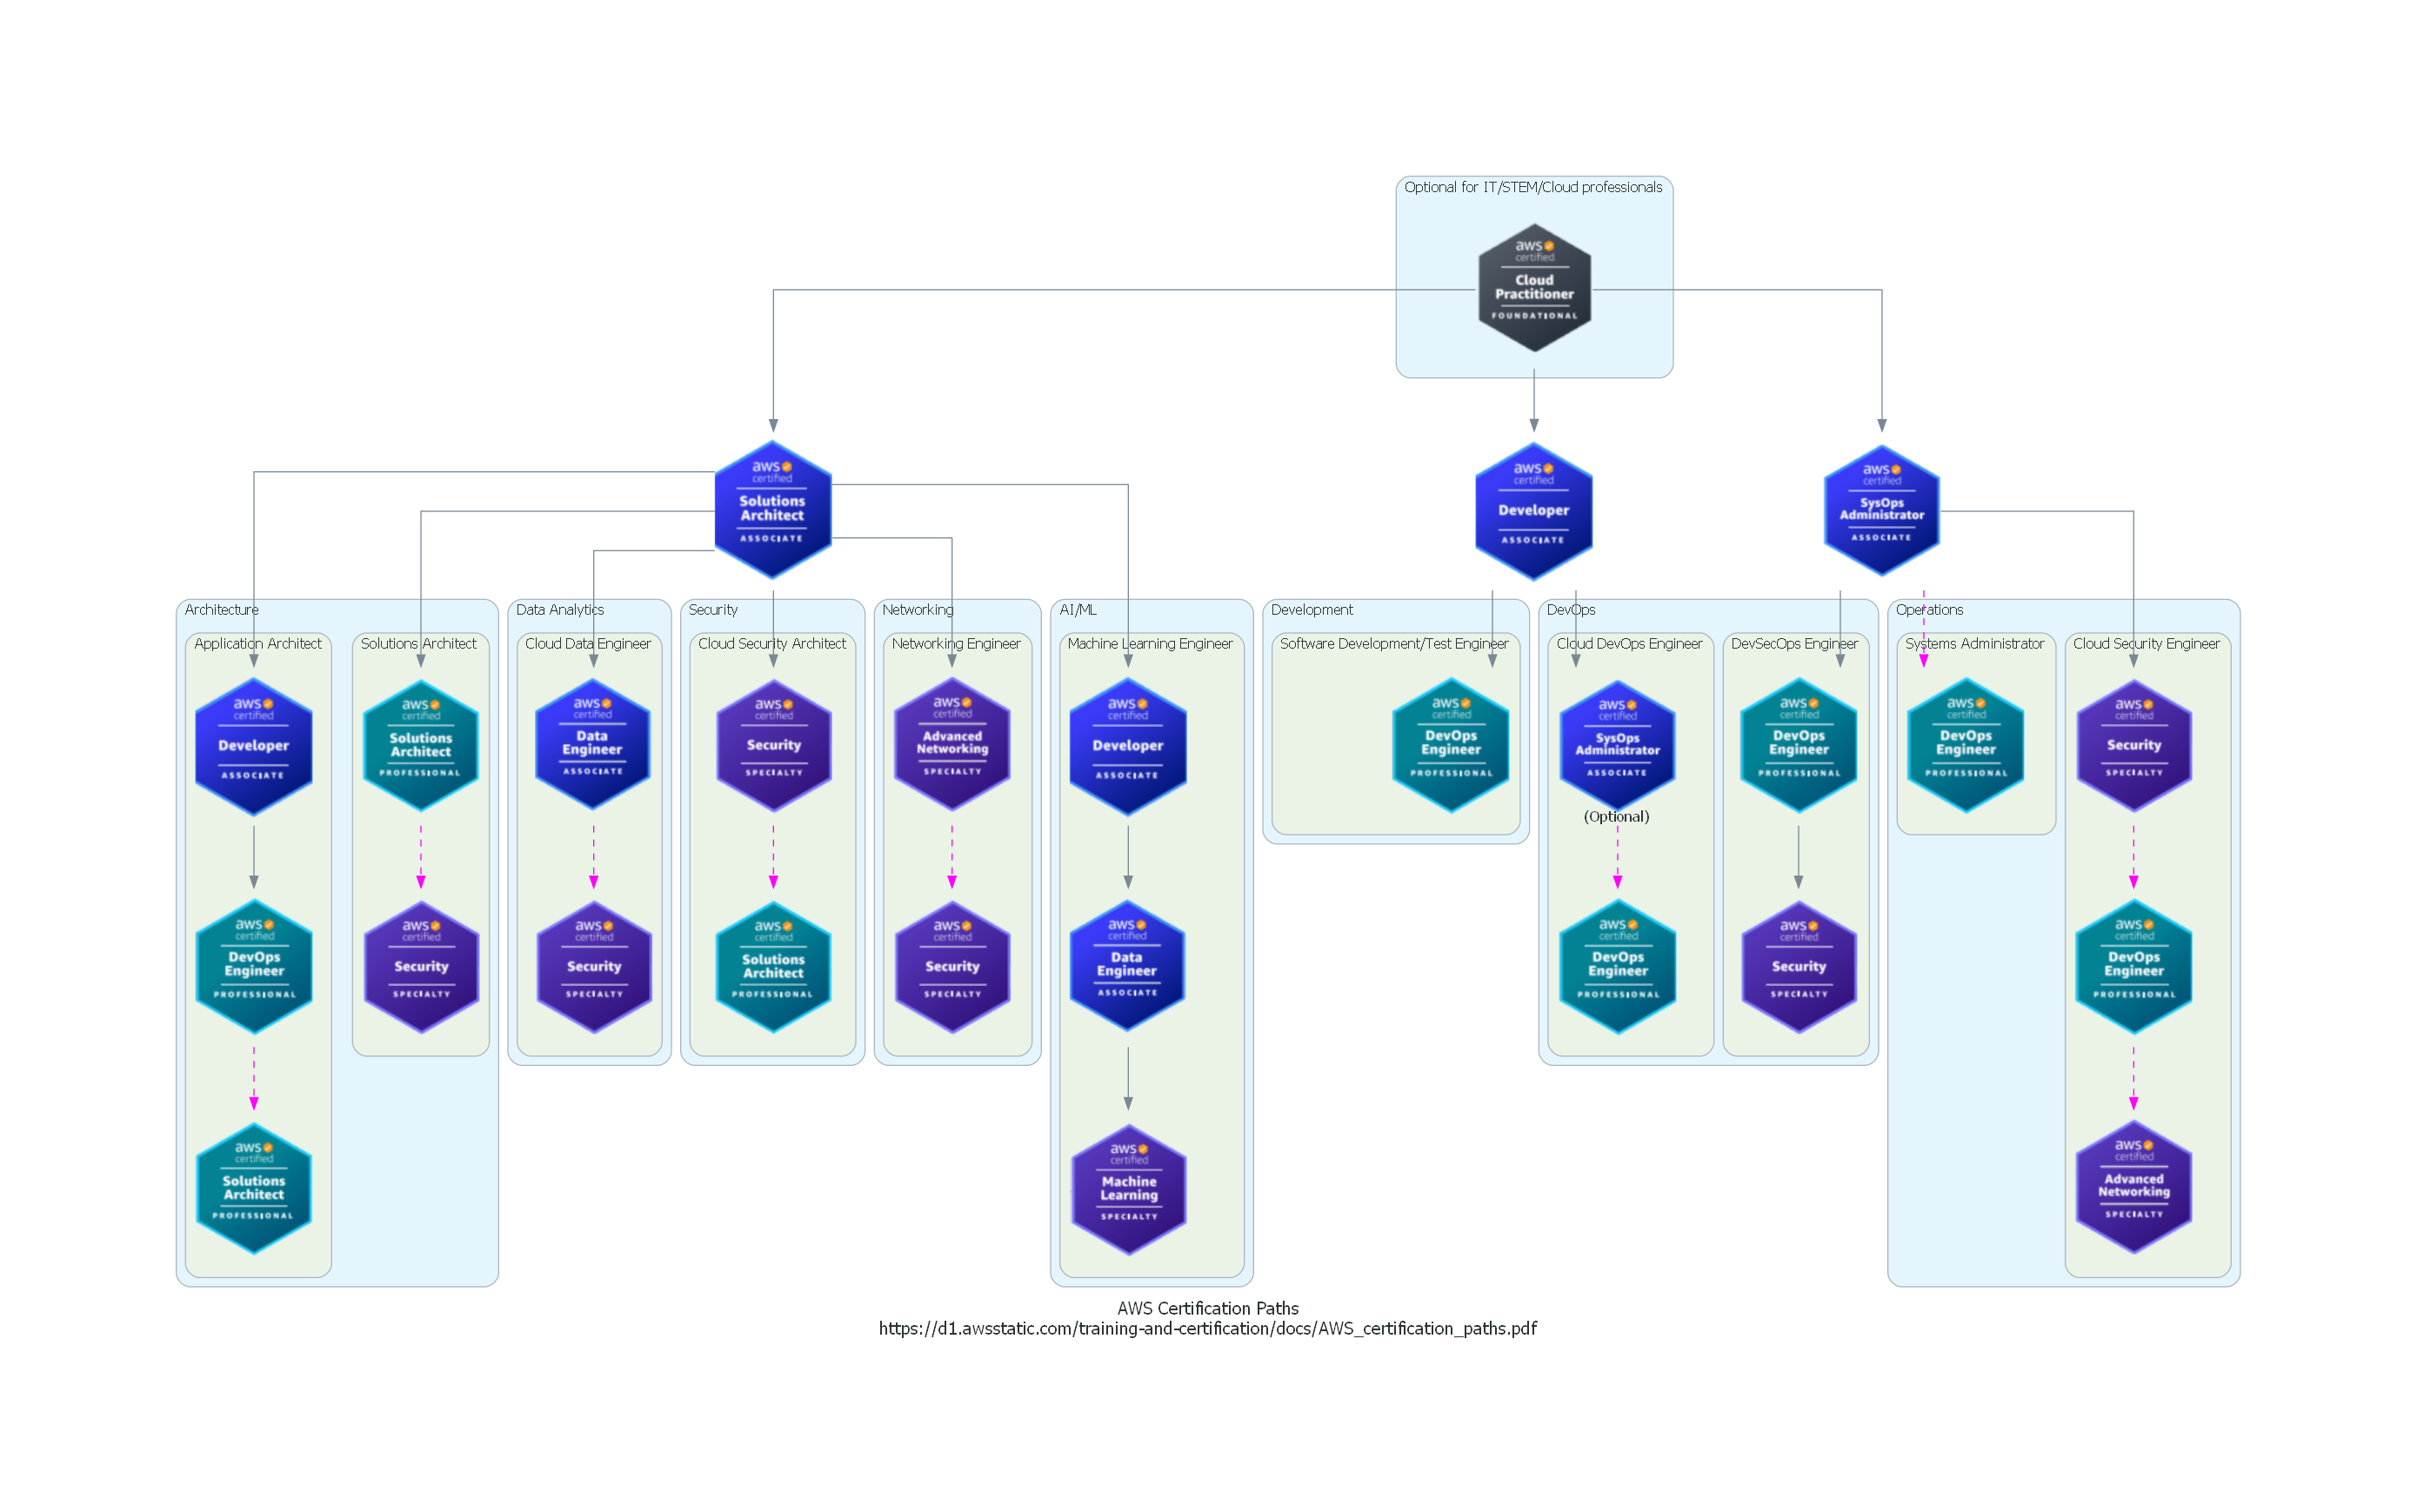 Optional for IT/STEM/Cloud professionals
aws
certified
Cloud
Practitioner
FOUNDATIONAL
aws
certified
Solutions
Architect
ASSOCIATE
aws
certified
Developer
ASSOCIATE
aws
certified
SysOps
Administrator
ASSOCIATE
Architecture
Application Architect
aws
certified
Developer
ASSOCIATE
aws
certified
DevOps
Engineer
PROFESSIONAL
aws
certified
Solutions
Architect
PROFESSIONAL
Solutions Architect
aws
certified
Solutions
Architect
PROFESSIONAL
aws
certified
Security
SPECIALTY
Data Analytics
Cloud Data Engineer
aws
certified
Data
Engineer
ASSOCIATE
aws
certified
Security
SPECIALTY
Security
Cloud Security Architect
aws
certified
Security
SPECIALTY
aws
certified
Solutions
Architect
PROFESSIONAL
Networking
Networking Engineer
aws
certified
Advanced
Networking
SPECIALTY
aws
certified
Security
SPECIALTY
AI/ML
Machine Learning Engineer
aws
certified
Developer
ASSOCIATE
aws
certified
Data
Engineer
ASSOCIATE
aws
certified
Machine
Learning
SPECIALTY
Development
Software Development/Test Engineer
aws
certified
DevOps
Engineer
PROFESSIONAL
DevOps
Cloud DevOps Engineer
aws
certified
SysOps
Administrator
ASSOCIATE
(Optional)
aws
certified
DevOps
Engineer
PROFESSIONAL
DevSecOps Engineer
aws
certified
DevOps
Engineer
PROFESSIONAL
aws
certified
Security
SPECIALTY
Operations
Systems Administrator
aws
certified
DevOps
Engineer
PROFESSIONAL
Cloud Security Engineer
aws
certified
Security
SPECIALTY
aws
certified
DevOps
Engineer
PROFESSIONAL
aws
certified
Advanced
Networking
SPECIALTY
AWS Certification Paths
https://d1.awsstatic.com/training-and-certification/docs/AWS_certification_paths.pdf